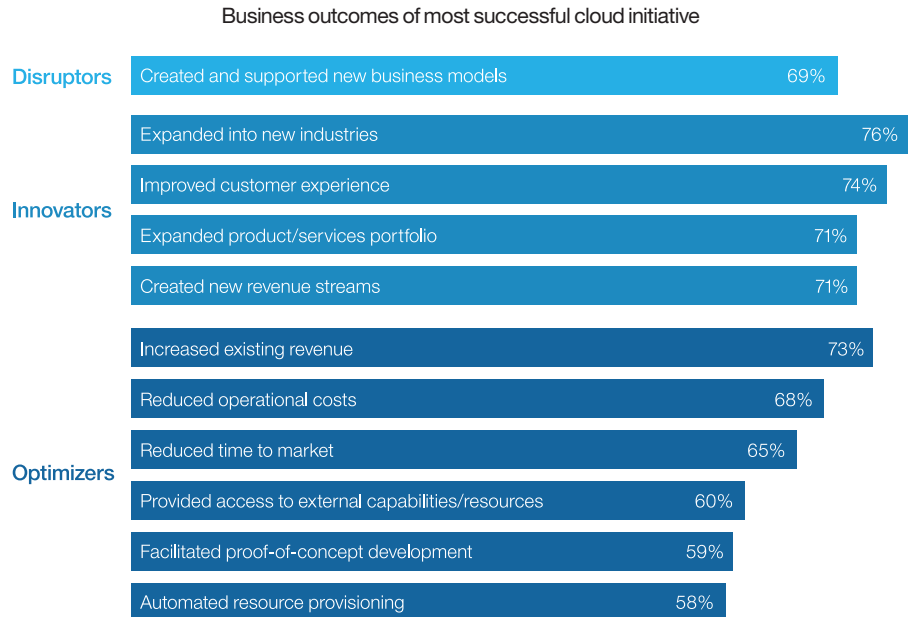 Business outcomes of most successful cloud initiative
Disruptors
Created and supported new business models 69%
Innovators
Expanded into new industries 76%
Improved customer experience 74%
Expanded product/services portfolio 71%
Created new revenue streams 71%
Optimizers
Increased existing revenue 73%
Reduced operational costs 68%
Reduced time to market 65%
Provided access to external capabilities/resources 60%
Facilitated proof-of-concept development 59%
Automated resource provisioning 58%